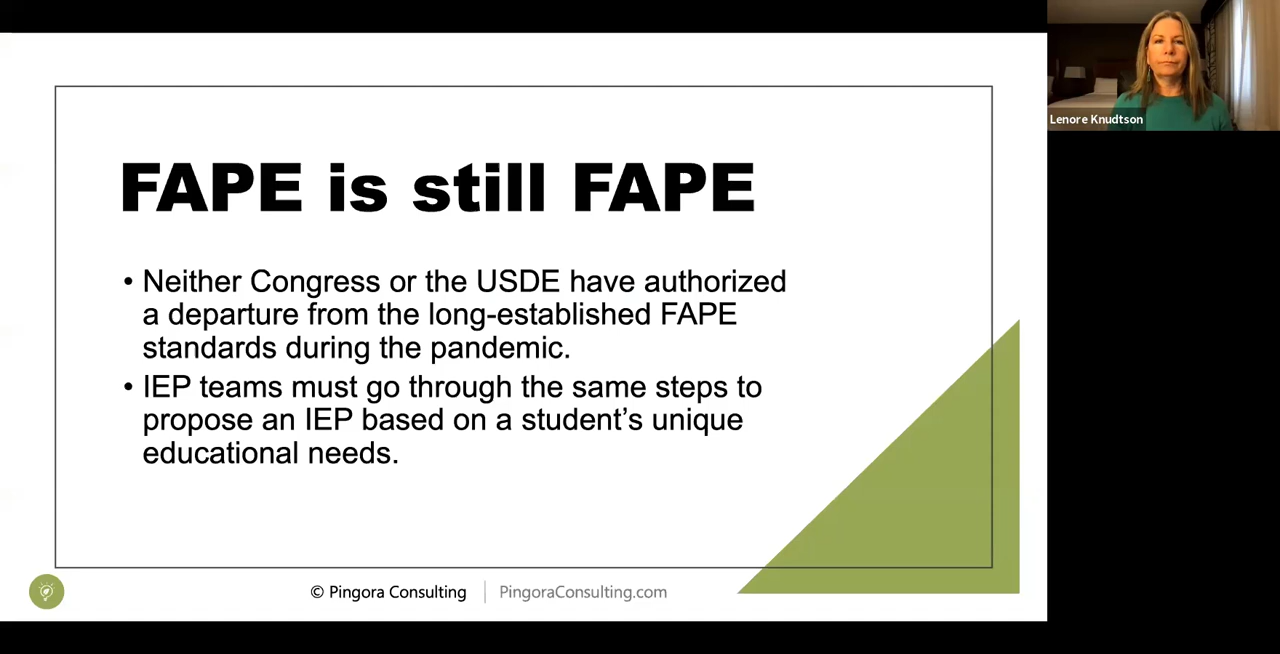 Lenore Knudtson
FAPE is still FAPE
• Neither Congress or the USDE have authorized
a departure from the long-established FAPE
standards during the pandemic.
• IEP teams must go through the same steps to
propose an IEP based on a student’s unique
educational needs.
© Pingora Consulting | PingoraConsulting.com